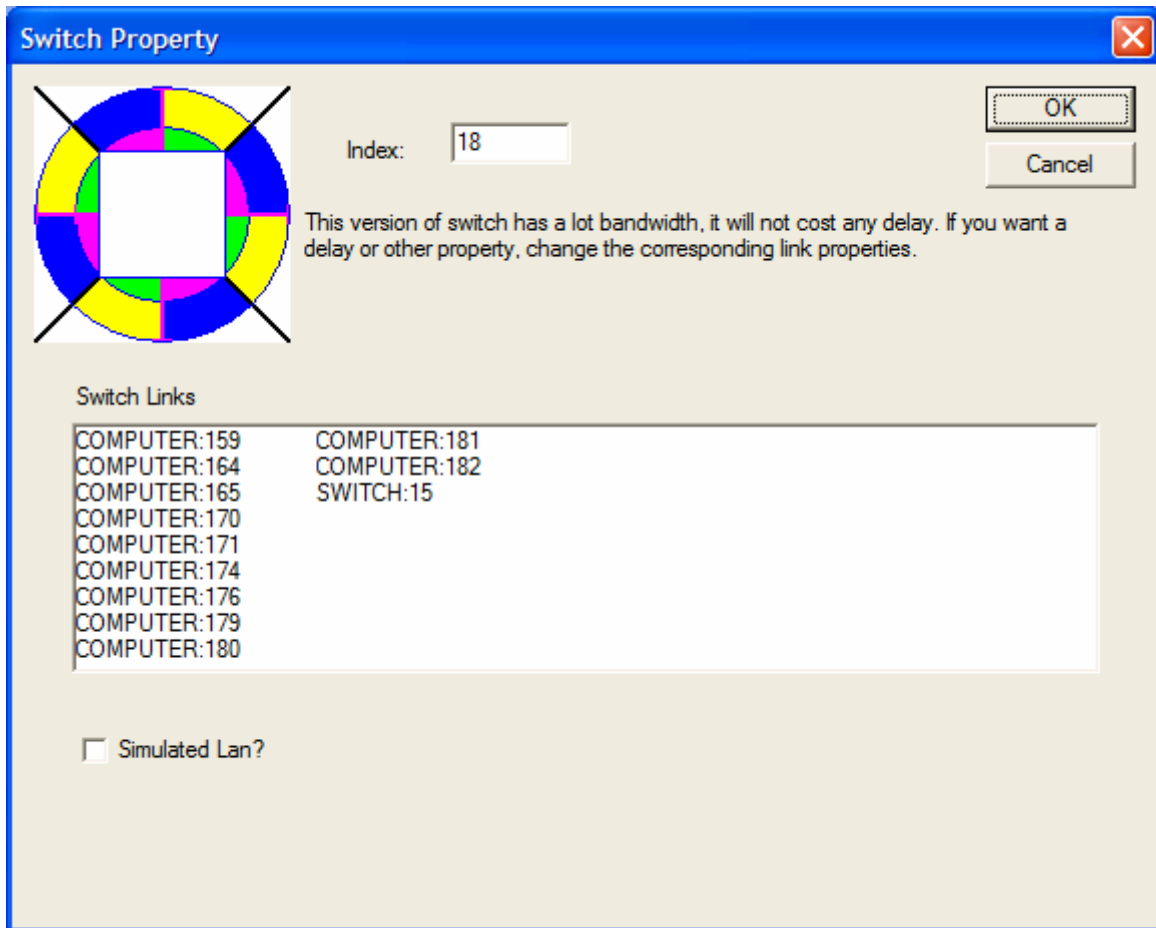 Switch Property
OK
Index: 18
Cancel
This version of switch has a lot bandwidth, it will not cost any delay. If you want a
delay or other property, change the corresponding link properties.
Switch Links
COMPUTER:159 COMPUTER:181
COMPUTER:164 COMPUTER:182
COMPUTER:165 SWITCH:15
COMPUTER:170
COMPUTER:171
COMPUTER:174
COMPUTER:176
COMPUTER:179
COMPUTER:180
Simulated Lan?